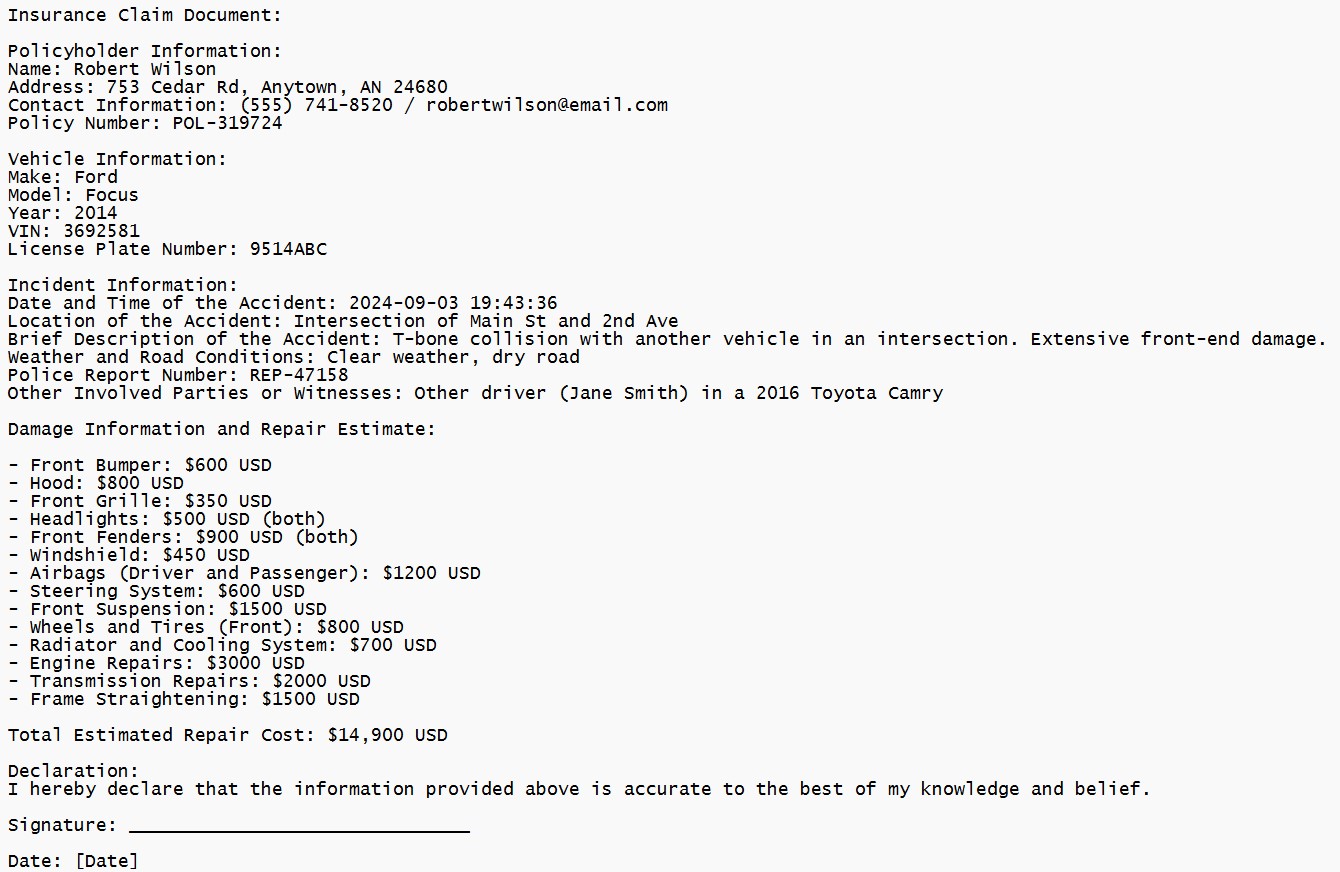 Insurance Claim Document:
Policyholder Information:
Name: Robert Wilson
Address: 753 Cedar Rd, Anytown, AN 24680
Contact Information: (555) 741-8520 / robertwilson@email.com
Policy Number: POL-319724
Vehicle Information:
Make: Ford
Model: Focus
Year: 2014
VIN: 3692581
License Plate Number: 9514ABC
Incident Information:
Date and Time of the Accident: 2024-09-03 19:43:36
Location of the Accident: Intersection of Main St and 2nd Ave
Brief Description of the Accident: T-bone collision with another vehicle in an intersection. Extensive front-end damage.
Weather and Road Conditions: Clear weather, dry road
Police Report Number: REP-47158
Other Involved Parties or Witnesses: Other driver (Jane Smith) in a 2016 Toyota Camry
Damage Information and Repair Estimate:
- Front Bumper: $600 USD
- Hood: $800 USD
- Front Grille: $350 USD
- Headlights: $500 USD (both)
- Front Fenders: $900 USD (both)
- Windshield: $450 USD
- Airbags (Driver and Passenger): $1200 USD
- Steering System: $600 USD
- Front Suspension: $1500 USD
- Wheels and Tires (Front): $800 USD
- Radiator and Cooling System: $700 USD
- Engine Repairs: $3000 USD
- Transmission Repairs: $2000 USD
- Frame Straightening: $1500 USD
Total Estimated Repair Cost: $14,900 USD
Declaration:
I hereby declare that the information provided above is accurate to the best of my knowledge and belief.
Signature: _______________________________
Date: [Date]